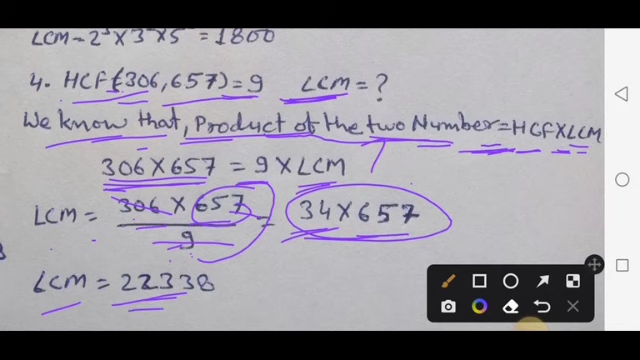 LCM = 2³ × 3² × 5² = 1800
4. HCF (306, 657) = 9 LCM = ?
We know that, Product of the two Number = HCF X LCM
306 X 657 = 9 X LCM
LCM = 306 X 657 / 9 = 34 X 657
LCM = 22338